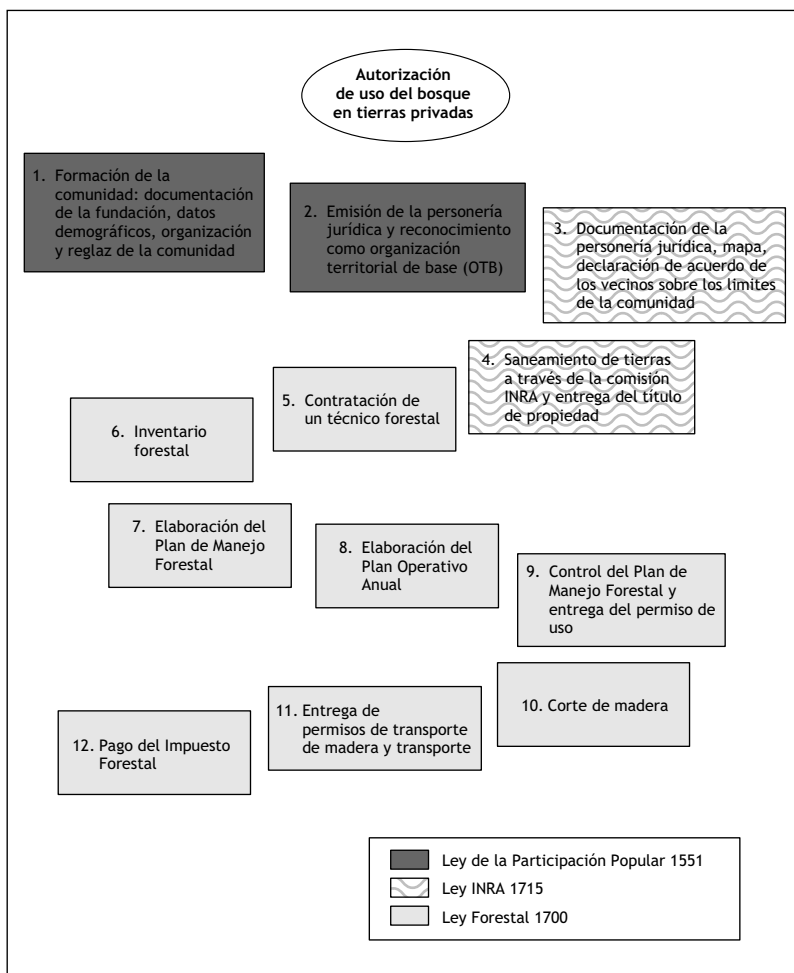 Autorización
de uso del bosque
en tierras privadas
1. Formación de la
comunidad: documentación
de la fundación, datos
demográficos, organización
y reglaz de la comunidad
2. Emisión de la personería
jurídica y reconocimiento
como organización
territorial de base (OTB)
3. Documentación de la
personería jurídica, mapa,
declaración de acuerdo de
los vecinos sobre los límites
de la comunidad
4. Saneamiento de tierras
a través de la comisión
INRA y entrega del título
de propiedad
5. Contratación de
un técnico forestal
6. Inventario
forestal
7. Elaboración del
Plan de Manejo
Forestal
8. Elaboración del
Plan Operativo
Anual
9. Control del Plan de
Manejo Forestal y
entrega del permiso de
uso
10. Corte de madera
11. Entrega de
permisos de transporte
de madera y transporte
12. Pago del Impuesto
Forestal
Ley de la Participación Popular 1551
Ley INRA 1715
Ley Forestal 1700